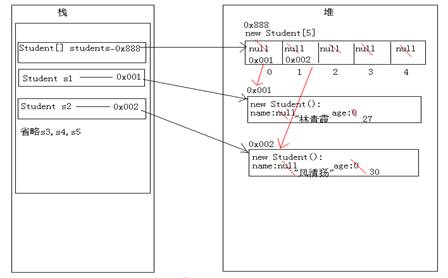 栈
堆
0x888
new Student[5]
Student[] students-0x888
null null null null null
0x001 0x002
0 1 2 3 4
Student s1 0x001
0x001
new Student():
name:null age:0
"林青霞" 27
Student s2 0x002
省略s3,s4,s5
0x002
new Student():
name:null age:0
"风清扬" 30